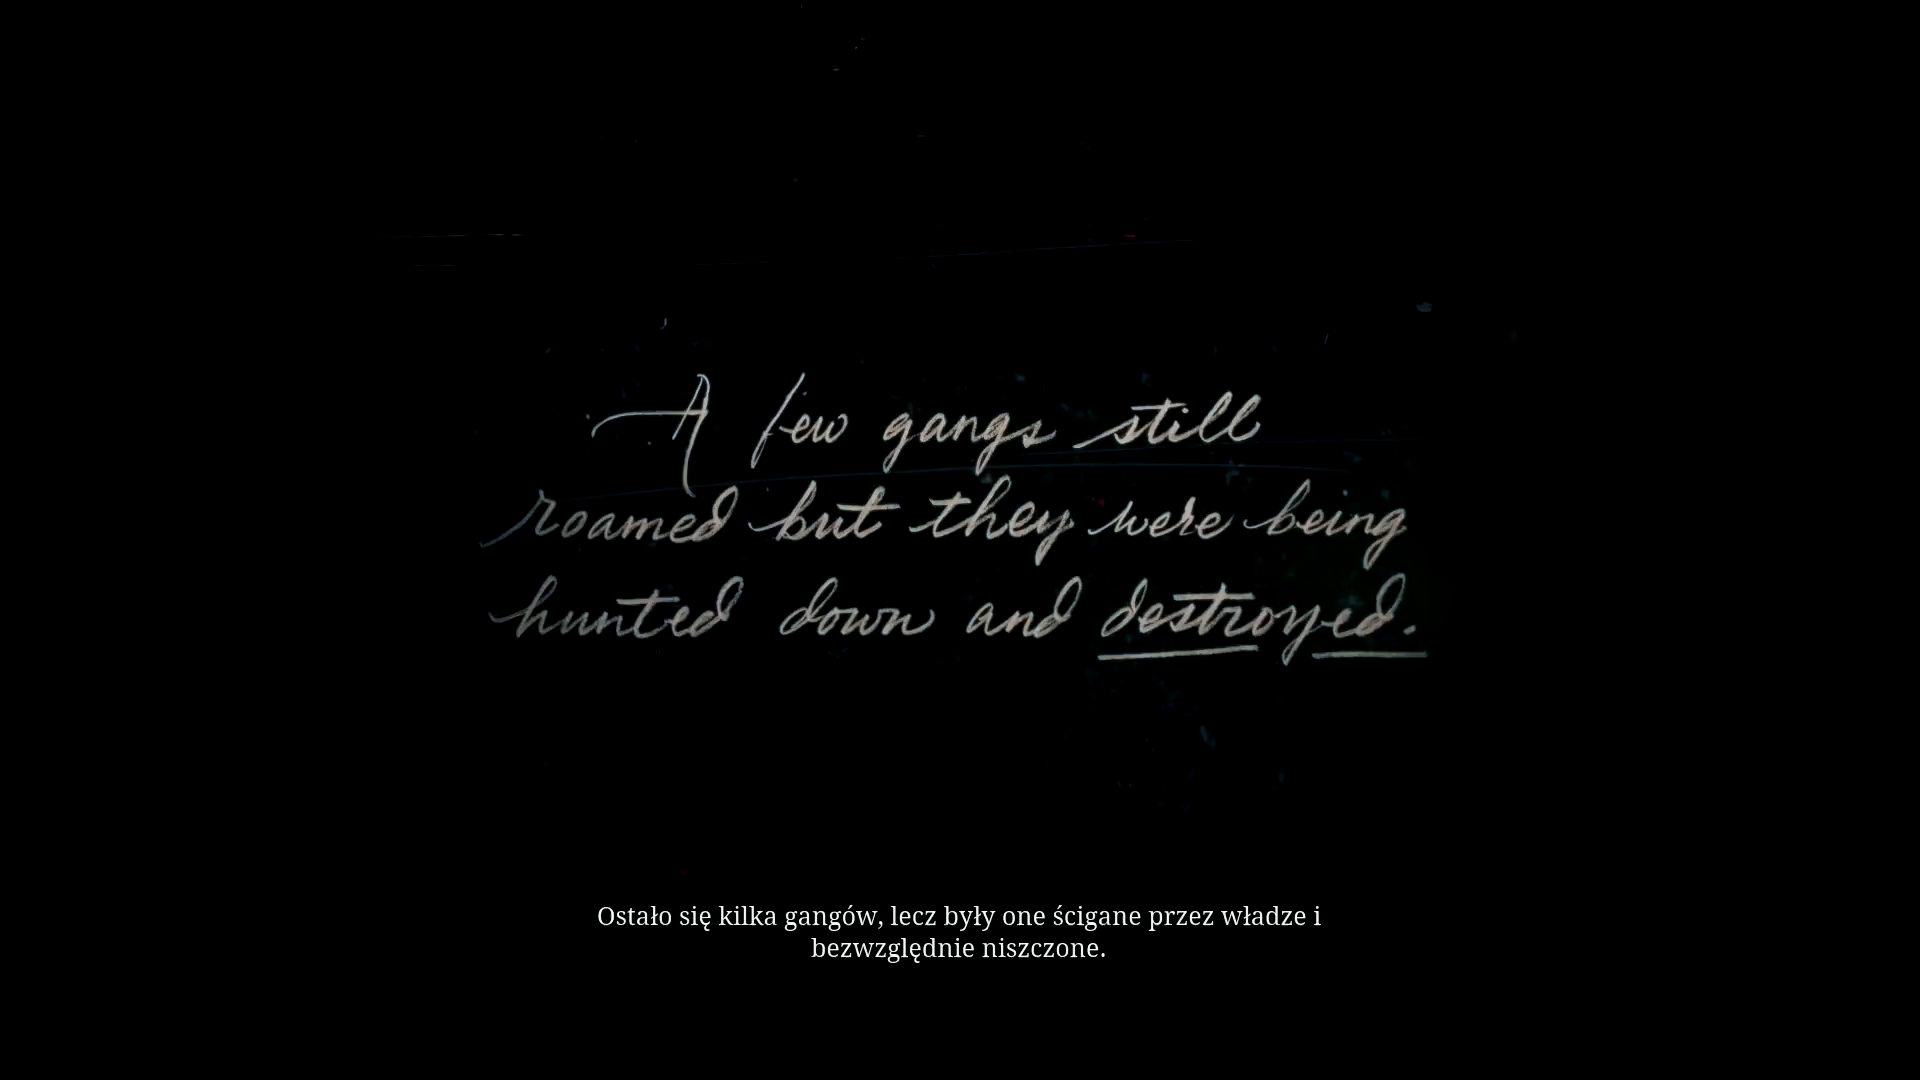 A few gangs still
roamed but they were being
hunted down and destroyed.
Ostało się kilka gangów, lecz były one ścigane przez władze i
bezwzględnie niszczone.